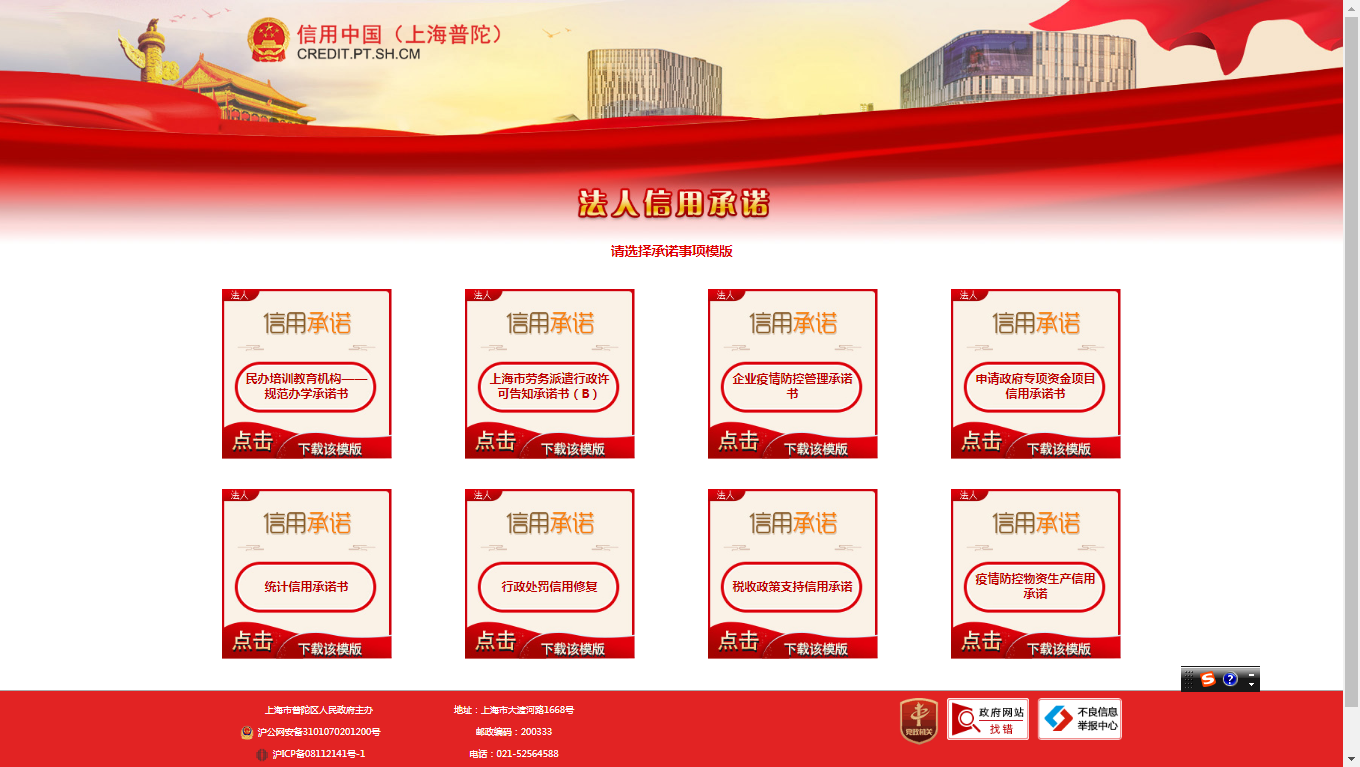 信用中国（上海普陀）
CREDIT.PT.SH.CM
法人信用承诺
请选择承诺事项模版
法人
信用承诺
民办培训教育机构——
规范办学承诺书
点击
下载该模版
法人
信用承诺
上海市劳务派遣行政许
可告知承诺书（B）
点击
下载该模版
法人
信用承诺
企业疫情防控管理承诺
书
点击
下载该模版
法人
信用承诺
申请政府专项资金项目
信用承诺书
点击
下载该模版
法人
信用承诺
统计信用承诺书
点击
下载该模版
法人
信用承诺
行政处罚信用修复
点击
下载该模版
法人
信用承诺
税收政策支持信用承诺
点击
下载该模版
法人
信用承诺
疫情防控物资生产信用
承诺
点击
下载该模版
上海市普陀区人民政府主办
沪公网安备3101070201200号
沪ICP备08112141号-1
地址：上海市大渡河路1668号
邮政编码：200333
电话：021-52564588
党政机关
政府网站
找错
不良信息
举报中心